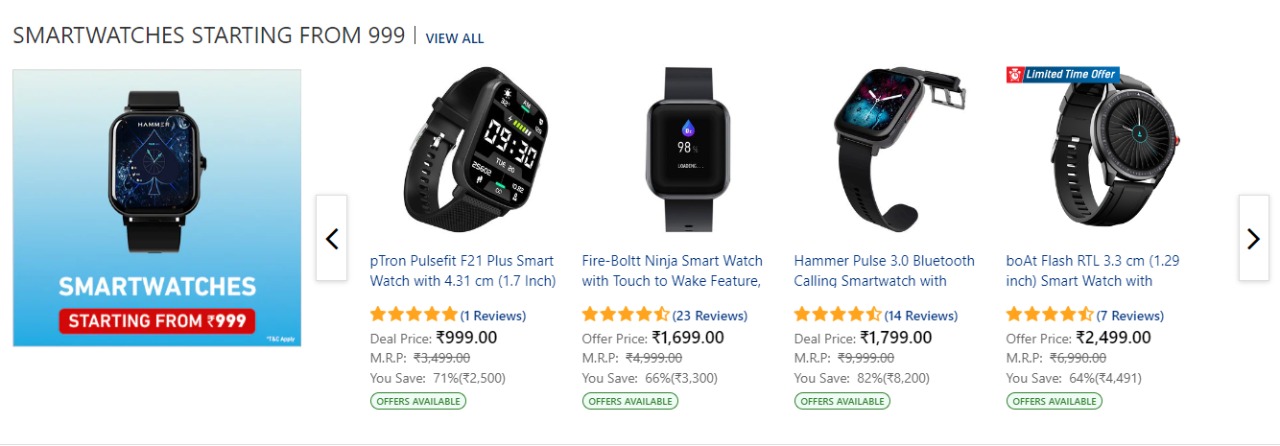 SMARTWATCHES STARTING FROM 999 | VIEW ALL
HAMMER
SMARTWATCHES
STARTING FROM ₹999
*T&C Apply
09:30
TUE 20
25602
98%
LOADING...
Limited Time Offer
pTron Pulsefit F21 Plus Smart
Watch with 4.31 cm (1.7 Inch)
(1 Reviews)
Deal Price: ₹999.00
M.R.P: ₹3,499.00
You Save: 71%(₹2,500)
OFFERS AVAILABLE
Fire-Boltt Ninja Smart Watch
with Touch to Wake Feature,
(23 Reviews)
Offer Price: ₹1,699.00
M.R.P: ₹4,999.00
You Save: 66%(₹3,300)
OFFERS AVAILABLE
Hammer Pulse 3.0 Bluetooth
Calling Smartwatch with
(14 Reviews)
Deal Price: ₹1,799.00
M.R.P: ₹9,999.00
You Save: 82%(₹8,200)
OFFERS AVAILABLE
boAt Flash RTL 3.3 cm (1.29
inch) Smart Watch with
(7 Reviews)
Offer Price: ₹2,499.00
M.R.P: ₹6,990.00
You Save: 64%(₹4,491)
OFFERS AVAILABLE